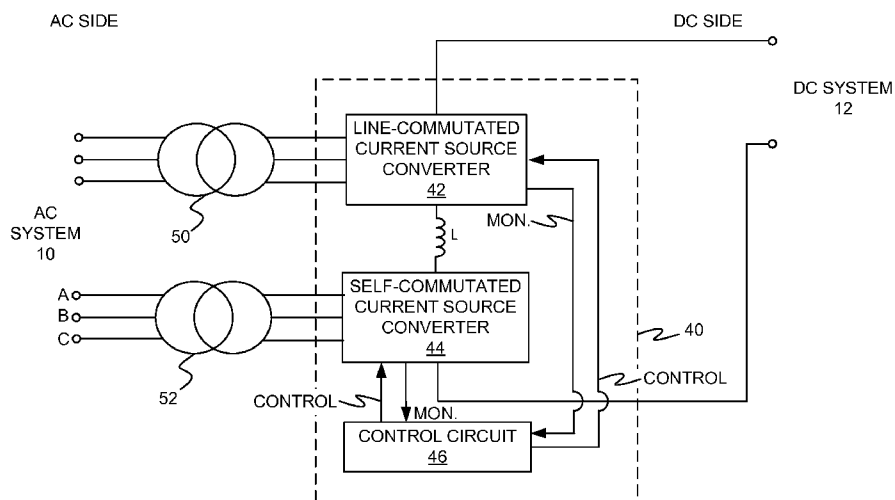 AC SIDE
DC SIDE
DC SYSTEM
12
LINE-COMMUTATED
CURRENT SOURCE
CONVERTER
42
MON.
50
AC
SYSTEM
10
L
A
B
C
SELF-COMMUTATED
CURRENT SOURCE
CONVERTER
44
40
52
CONTROL
MON.
CONTROL
CONTROL CIRCUIT
46